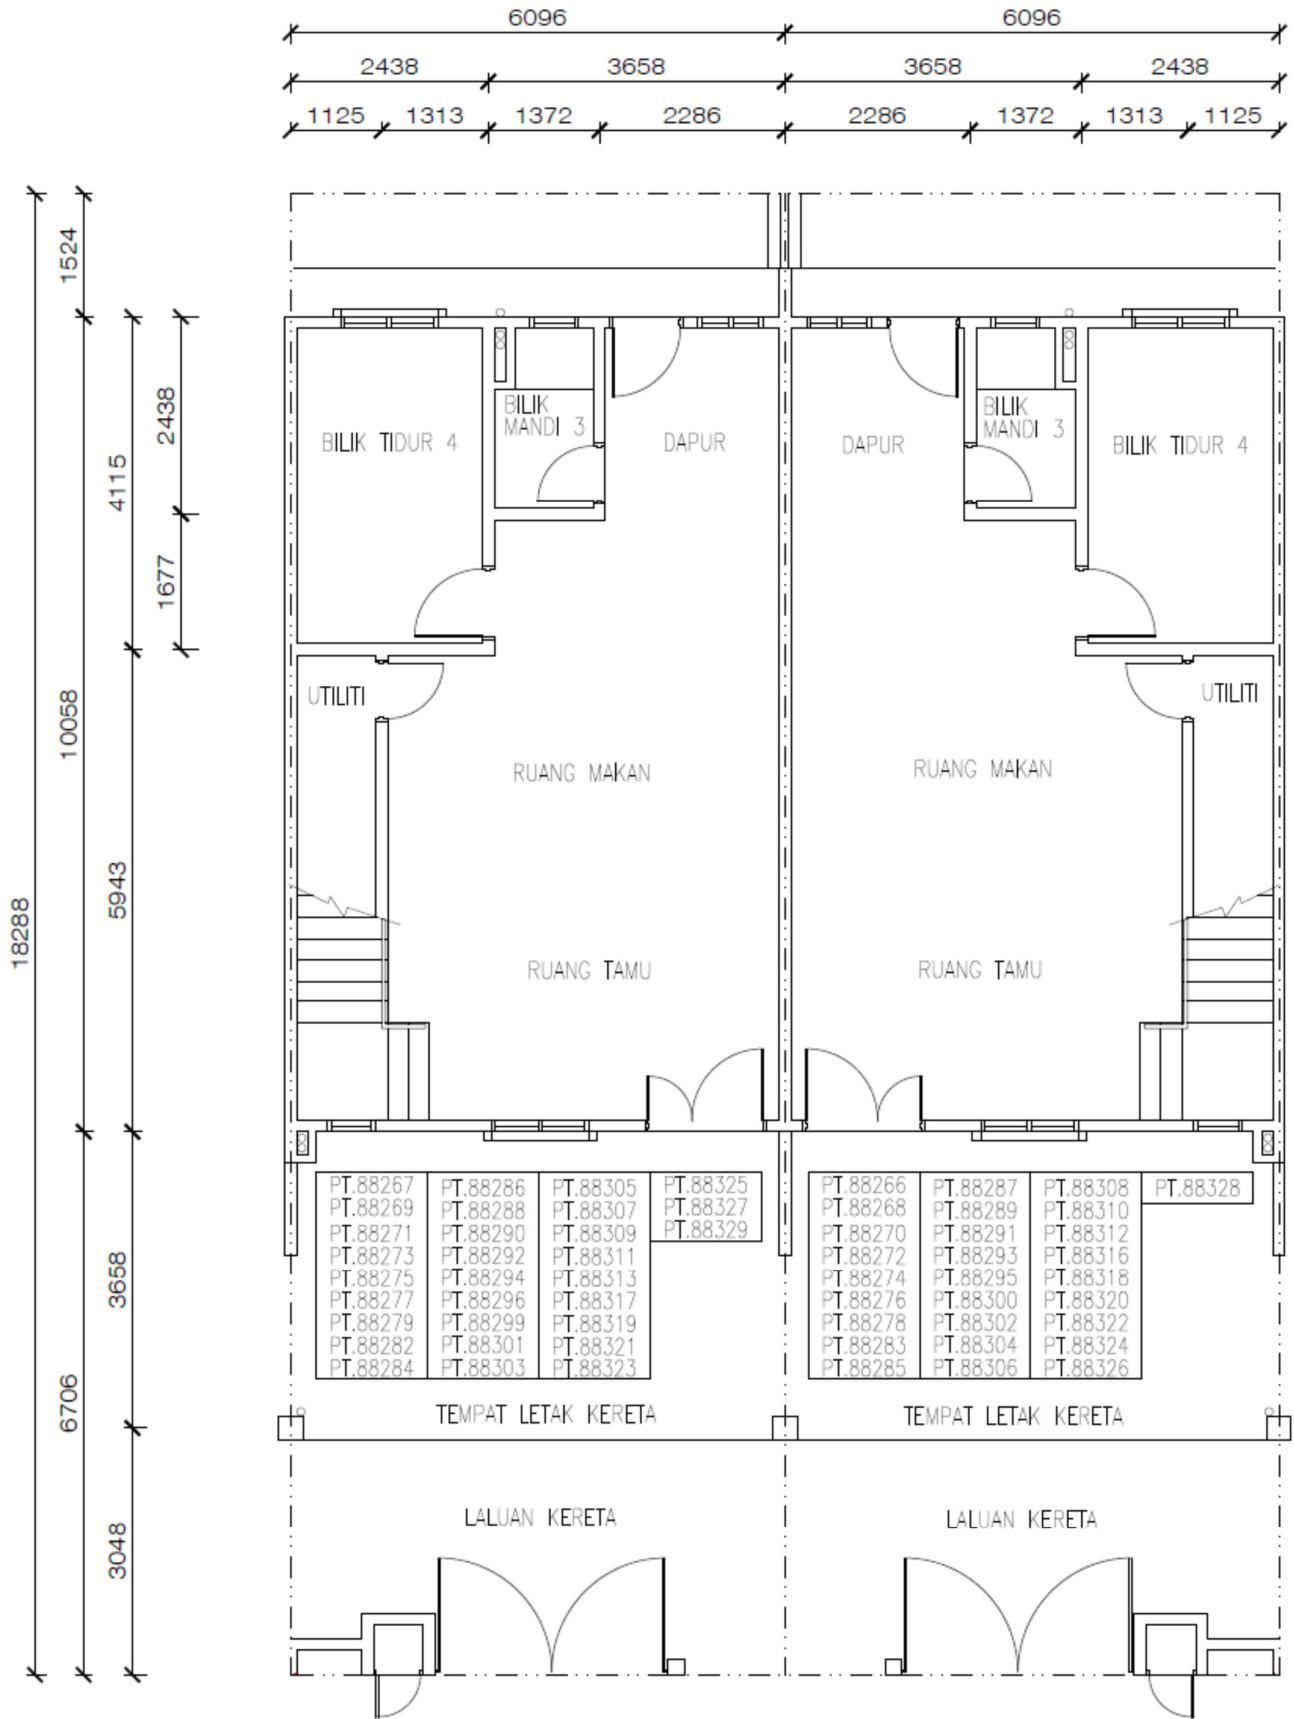 6096 6096
2438 3658 3658 2438
1125 1313 1372 2286 2286 1372 1313 1125
18288
1524
10058
6706
4115
5943
3658
3048
2438
1677
BILIK TIDUR 4
BILIK
MANDI 3
DAPUR
DAPUR
BILIK
MANDI 3
BILIK TIDUR 4
UTILITI
UTILITI
RUANG MAKAN
RUANG MAKAN
RUANG TAMU
RUANG TAMU
PT.88267
PT.88269
PT.88271
PT.88273
PT.88275
PT.88277
PT.88279
PT.88282
PT.88284
PT.88286
PT.88288
PT.88290
PT.88292
PT.88294
PT.88296
PT.88299
PT.88301
PT.88303
PT.88305
PT.88307
PT.88309
PT.88311
PT.88313
PT.88317
PT.88319
PT.88321
PT.88323
PT.88325
PT.88327
PT.88329
PT.88266
PT.88268
PT.88270
PT.88272
PT.88274
PT.88276
PT.88278
PT.88283
PT.88285
PT.88287
PT.88289
PT.88291
PT.88293
PT.88295
PT.88300
PT.88302
PT.88304
PT.88306
PT.88308
PT.88310
PT.88312
PT.88316
PT.88318
PT.88320
PT.88322
PT.88324
PT.88326
PT.88328
TEMPAT LETAK KERETA
TEMPAT LETAK KERETA
LALUAN KERETA
LALUAN KERETA